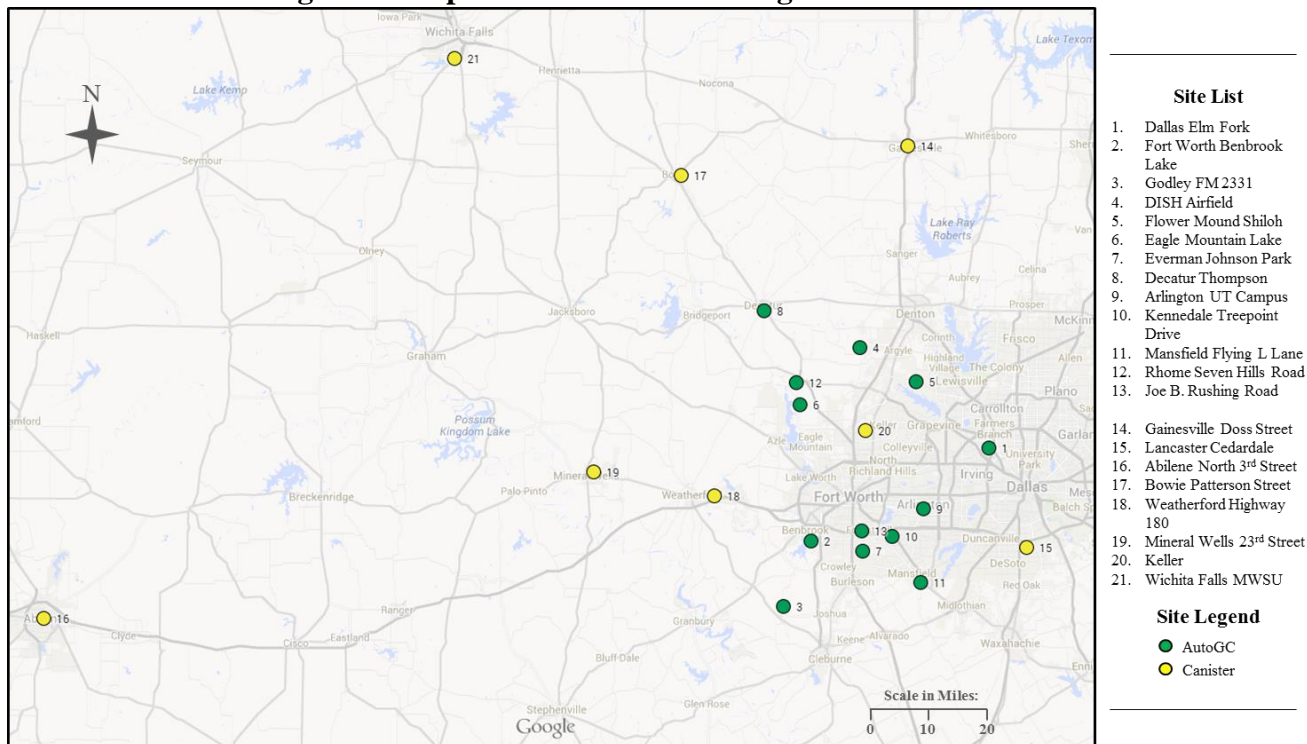 Iowa Park
Wichita Falls
Lake Texom
21
Henrietta
Nocona
Lake Kemp
N
Whitesboro
Sher
14
Seymour
17
Lake Ray
Roberts
Van
Olney
Sanger
Aubrey
Celina
Jacksboro
8
Bridgeport
Denton
Prosper
McKinn
Haskell
Corinth
Frisco
Graham
4
Argyle
Highland
Village
The Colony
Allen
12
5
Lewisville
Plano
6
Carrollton
amford
Possum
Kingdom Lake
20
Grapevine
Farmers
Branch
Garlan
Azle
Eagle
Mountain
Colleyville
1
University
Park
19
North
Richland Hills
Irving
Dallas
Palo Pinto
Lake Worth
Breckenridge
18
Fort Worth
Mes
9
Balch Sp
Benbrook
13
10
Duncanville
2
7
15
Crowley
Mansfield
DeSoto
Burleson
11
Red Oak
3
Joshua
Midlothian
16
Ranger
Granbury
Clyde
Cisco
Eastland
Keene
Alvarado
Waxahachie
Bluff Dale
Cleburne
Enni
Glen Rose
Stephenville
Google
Scale in Miles:
0 10 20
Site List
1. Dallas Elm Fork
2. Fort Worth Benbrook
Lake
3. Godley FM 2331
4. DISH Airfield
5. Flower Mound Shiloh
6. Eagle Mountain Lake
7. Everman Johnson Park
8. Decatur Thompson
9. Arlington UT Campus
10. Kennedale Treepoint
Drive
11. Mansfield Flying L Lane
12. Rhome Seven Hills Road
13. Joe B. Rushing Road
14. Gainesville Doss Street
15. Lancaster Cedardale
16. Abilene North 3rd Street
17. Bowie Patterson Street
18. Weatherford Highway
180
19. Mineral Wells 23rd Street
20. Keller
21. Wichita Falls MWSU
Site Legend
AutoGC
Canister